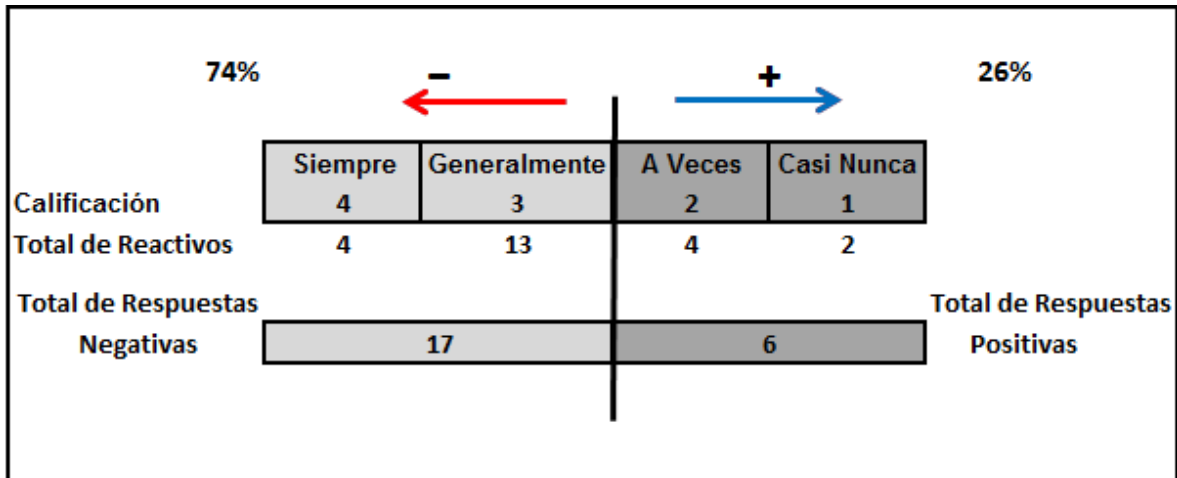 74% – + 26%
Siempre Generalmente A Veces Casi Nunca
Calificación 4 3 2 1
Total de Reactivos 4 13 4 2
Total de Respuestas Total de Respuestas
Negativas 17 6 Positivas